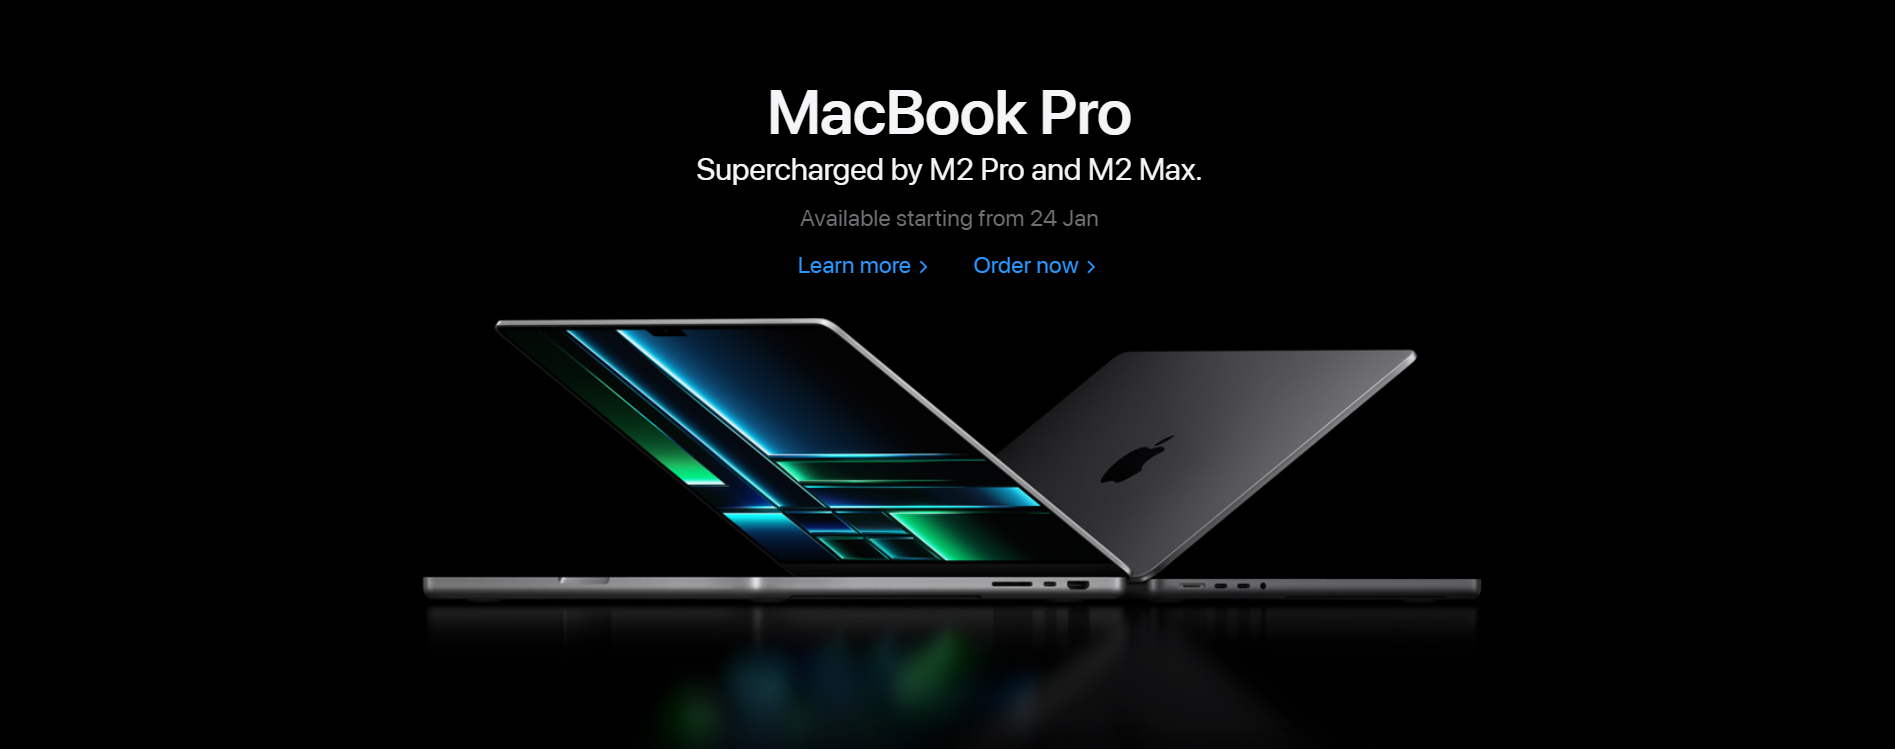 MacBook Pro
Supercharged by M2 Pro and M2 Max.
Available starting from 24 Jan
Learn more > Order now >